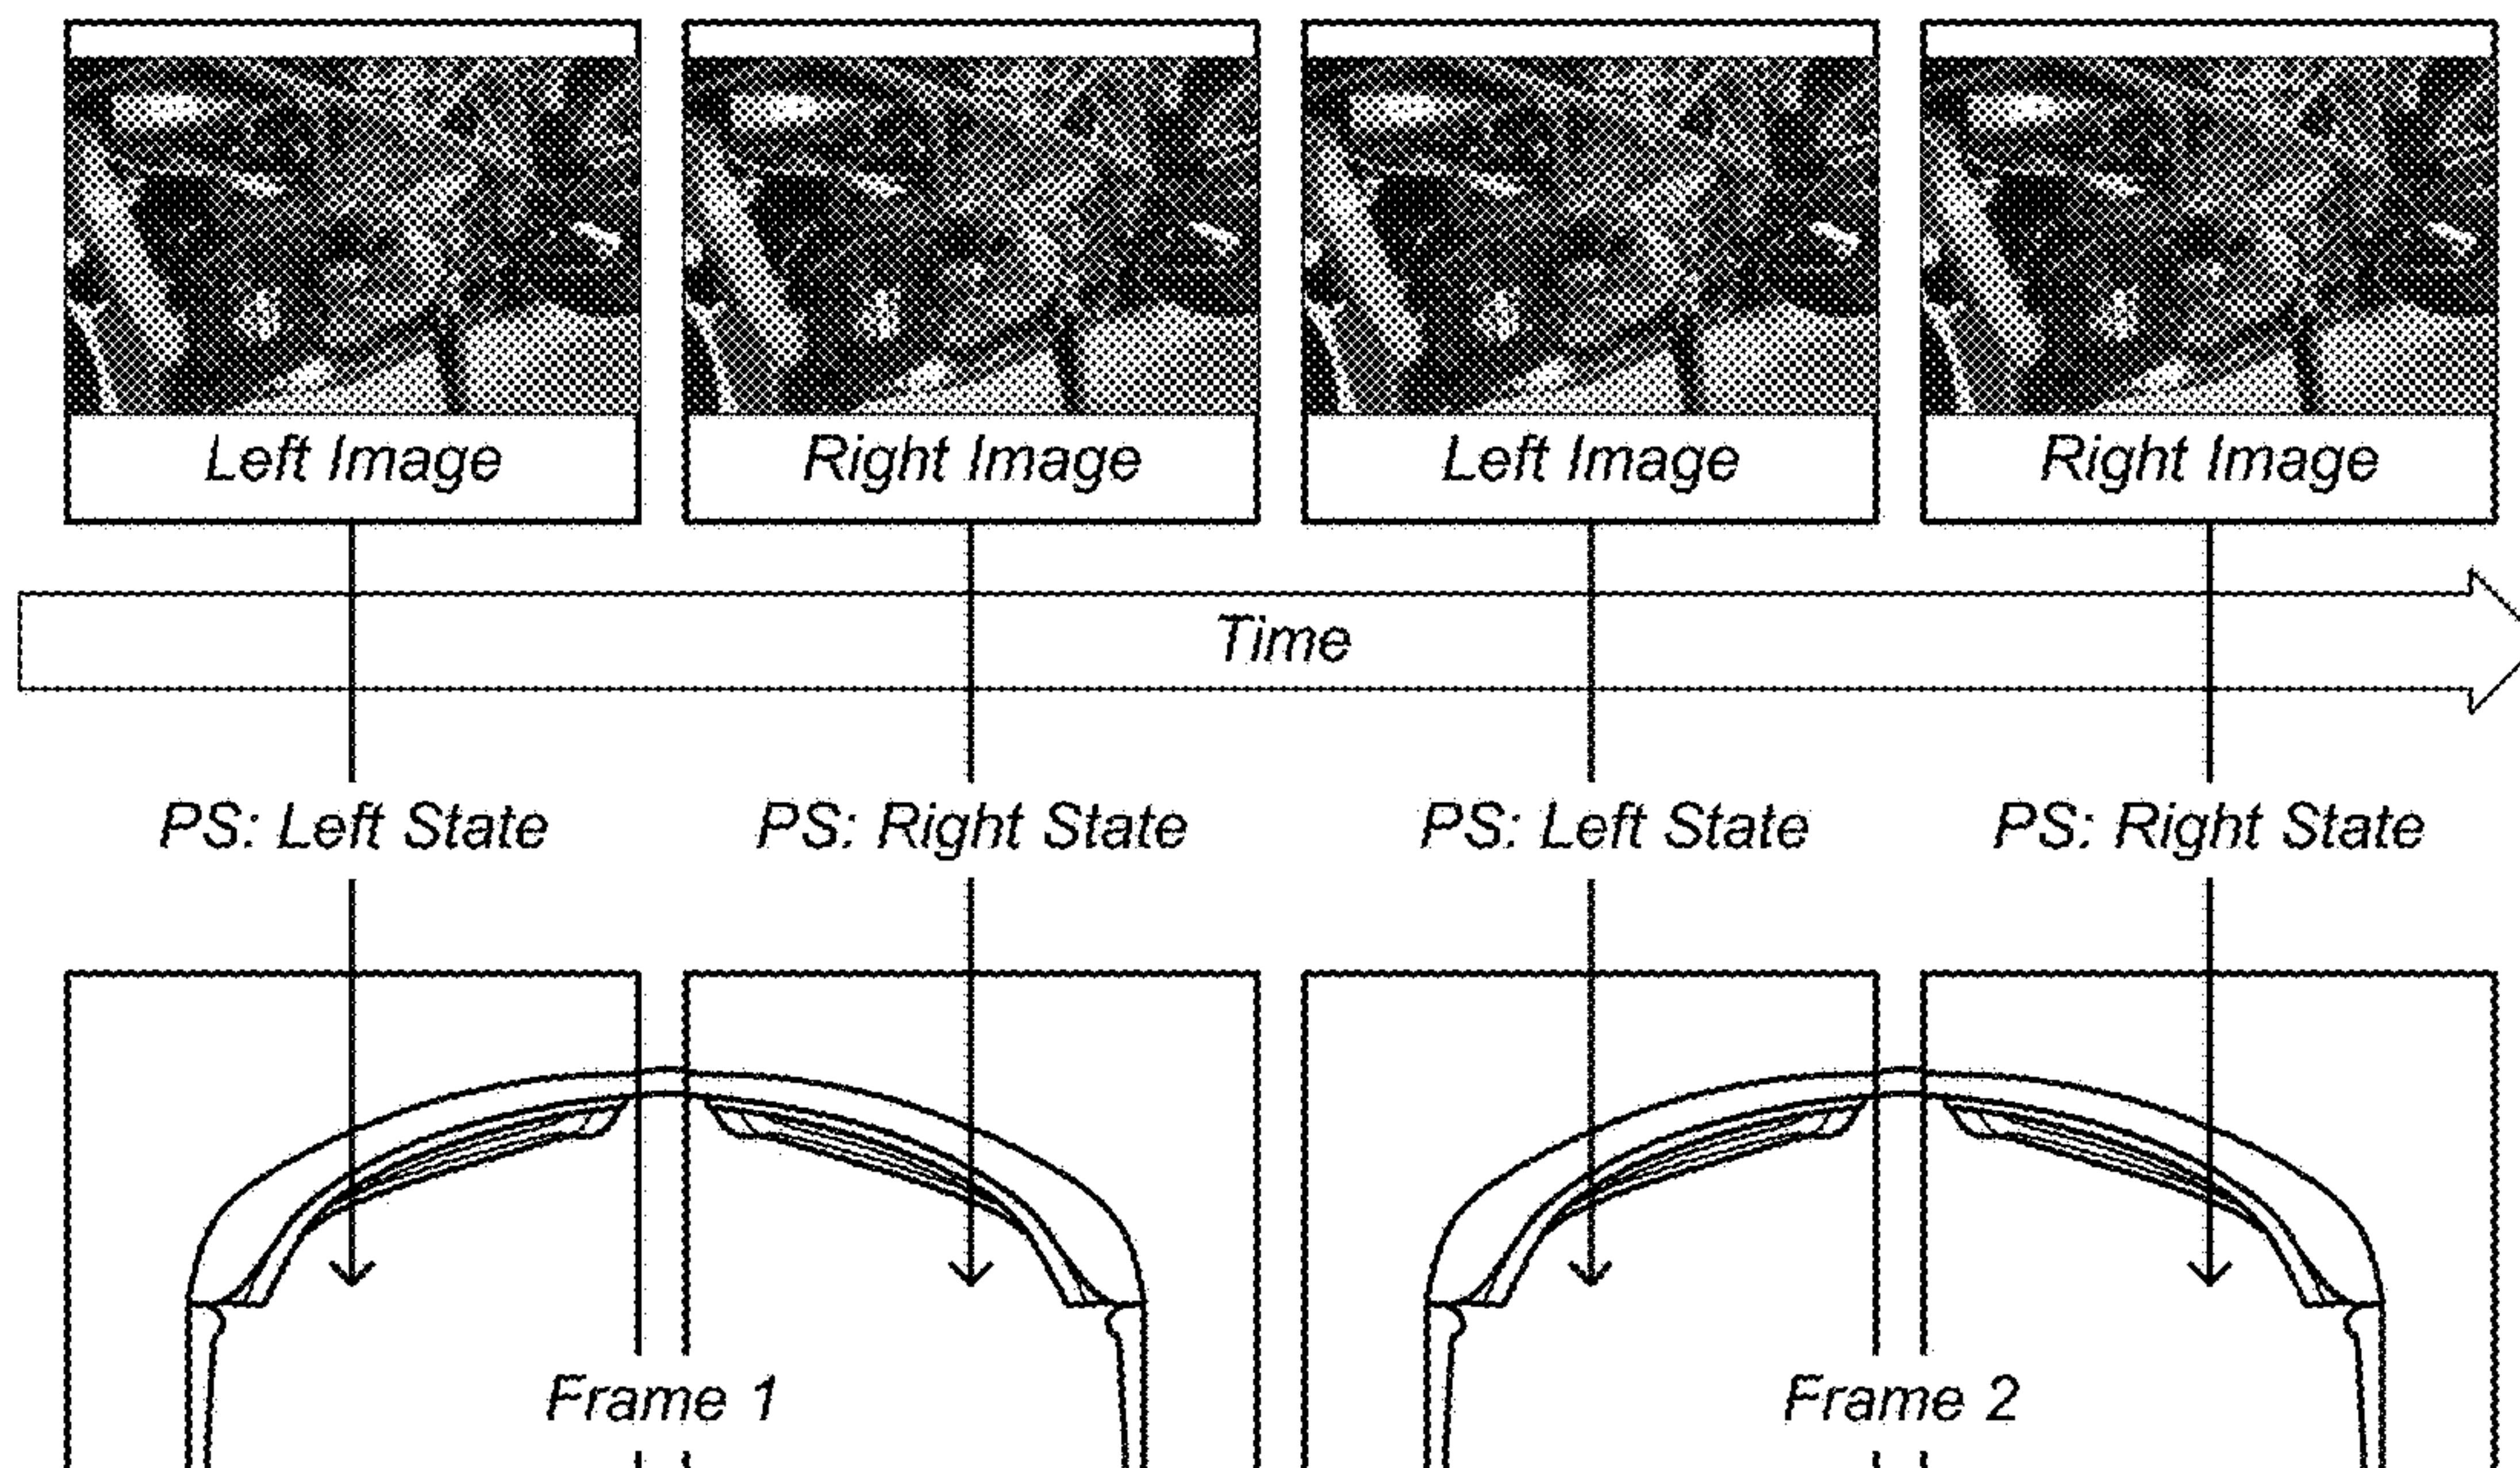 Left Image
Right Image
Left Image
Right Image
Time
PS: Left State
PS: Right State
PS: Left State
PS: Right State
Frame 1
Frame 2